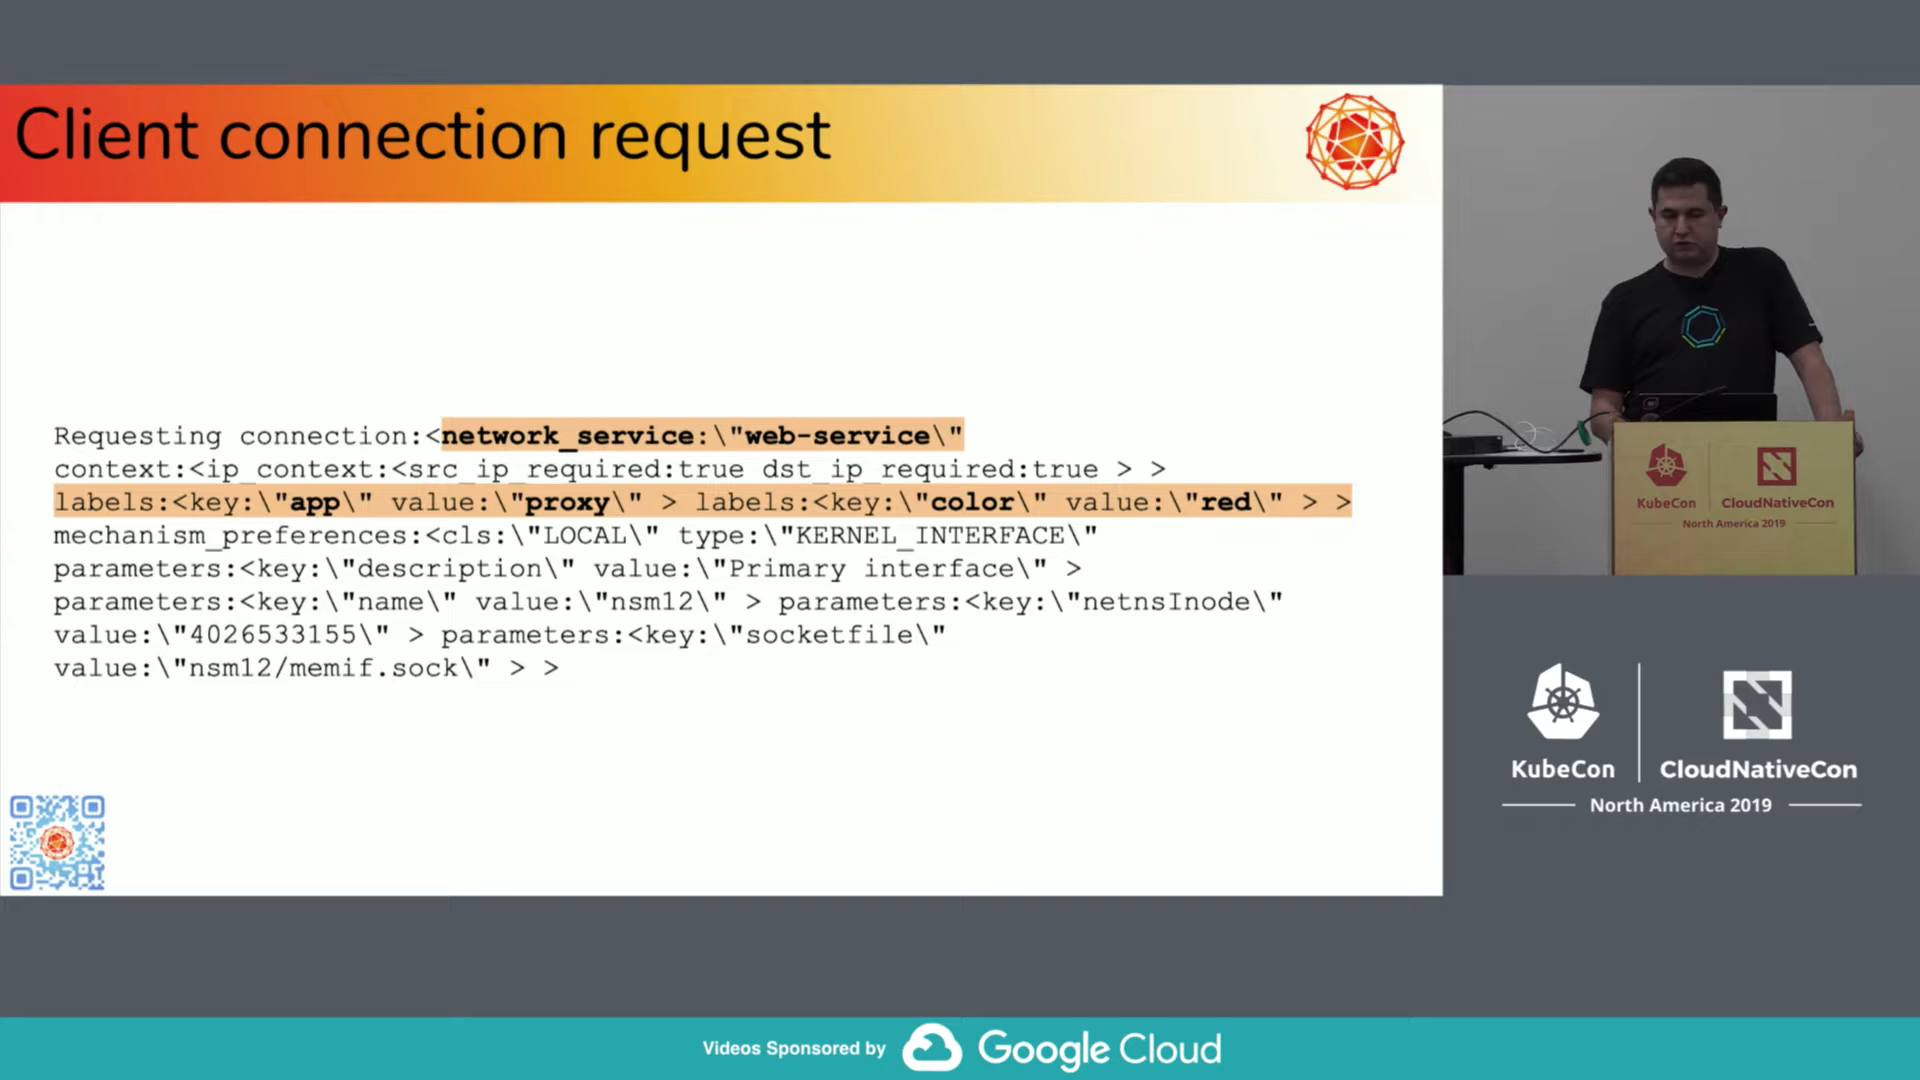 Client connection request
Requesting connection:<network_service:\"web-service\"
context:<ip_context:<src_ip_required:true dst_ip_required:true > >
labels:<key:\"app\" value:\"proxy\" > labels:<key:\"color\" value:\"red\" > >
mechanism_preferences:<cls:\"LOCAL\" type:\"KERNEL_INTERFACE\"
parameters:<key:\"description\" value:\"Primary interface\" >
parameters:<key:\"name\" value:\"nsm12\" > parameters:<key:\"netnsInode\"
value:\"4026533155\" > parameters:<key:\"socketfile\"
value:\"nsm12/memif.sock\" > >
KubeCon CloudNativeCon
North America 2019
KubeCon CloudNativeCon
North America 2019
Videos Sponsored by Google Cloud